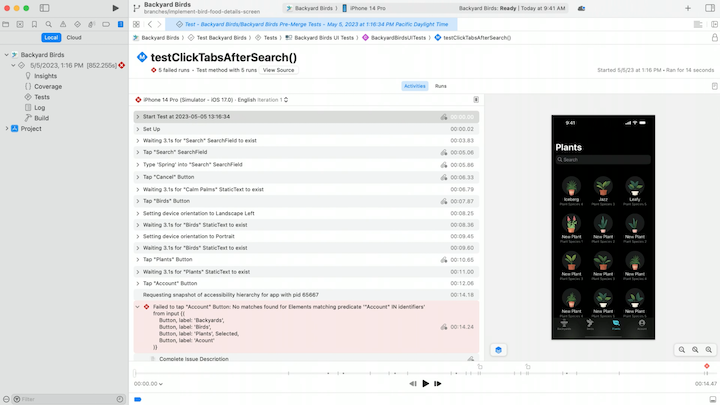 Backyard Birds
branches/implement-bird-food-details-screen
Backyard Birds
iPhone 14 Pro
Backyard Birds: Ready | Today at 9:41 AM
Test - Backyard Birds/Backyard Birds Pre-Merge Tests - May 5, 2023 at 1:16:34 PM Pacific Daylight Time
Local
Cloud
Backyard Birds
Test Backyard Birds
Tests
Backyard Birds UI Tests
BackyardBirdsUITests
testClickTabsAfterSearch()
Backyard Birds
5/5/2023, 1:16 PM [852.255s]
Insights
Coverage
Tests
Log
Build
Project
testClickTabsAfterSearch()
5 failed runs • Test method with 5 runs
View Source
Started 5/5/23 at 1:16 PM • Ran for 14 seconds
Activities
Runs
iPhone 14 Pro (Simulator - iOS 17.0) · English Iteration 1
Start Test at 2023-05-05 13:16:34
00:00.00
Set Up
00:00.02
Waiting 3.1s for "Search" SearchField to exist
00:03.83
Tap "Search" SearchField
00:05.06
Type 'Spring' into "Search" SearchField
00:05.86
Tap "Cancel" Button
00:06.33
Waiting 3.1s for "Calm Palms" StaticText to exist
00:06.79
Tap "Birds" Button
00:07.87
Setting device orientation to Landscape Left
00:08.25
Waiting 3.1s for "Birds" StaticText to exist
00:08.36
Setting device orientation to Portrait
00:09.45
Waiting 3.1s for "Birds" StaticText to exist
00:09.60
Tap "Plants" Button
00:10.65
Waiting 3.1s for "Plants" StaticText to exist
00:11.00
Tap "Account" Button
00:12.06
Requesting snapshot of accessibility hierarchy for app with pid 65667
00:14.18
Failed to tap "Account" Button: No matches found for Elements matching predicate '"Account" IN identifiers'
from input {(
Button, label: 'Backyards',
Button, label: 'Birds',
Button, label: 'Plants', Selected,
Button, label: 'Acount'
)}
00:14.24
Complete Issue Description
9:41
Plants
Search
Iceberg
Jazz
Leafy
Plant Species 4
Plant Species 2
Plant Species 3
New Plant
New Plant
New Plant
New Plant
New Plant
New Plant
New Plant
New Plant
New Plant
00:00.00
00:14.47
Filter